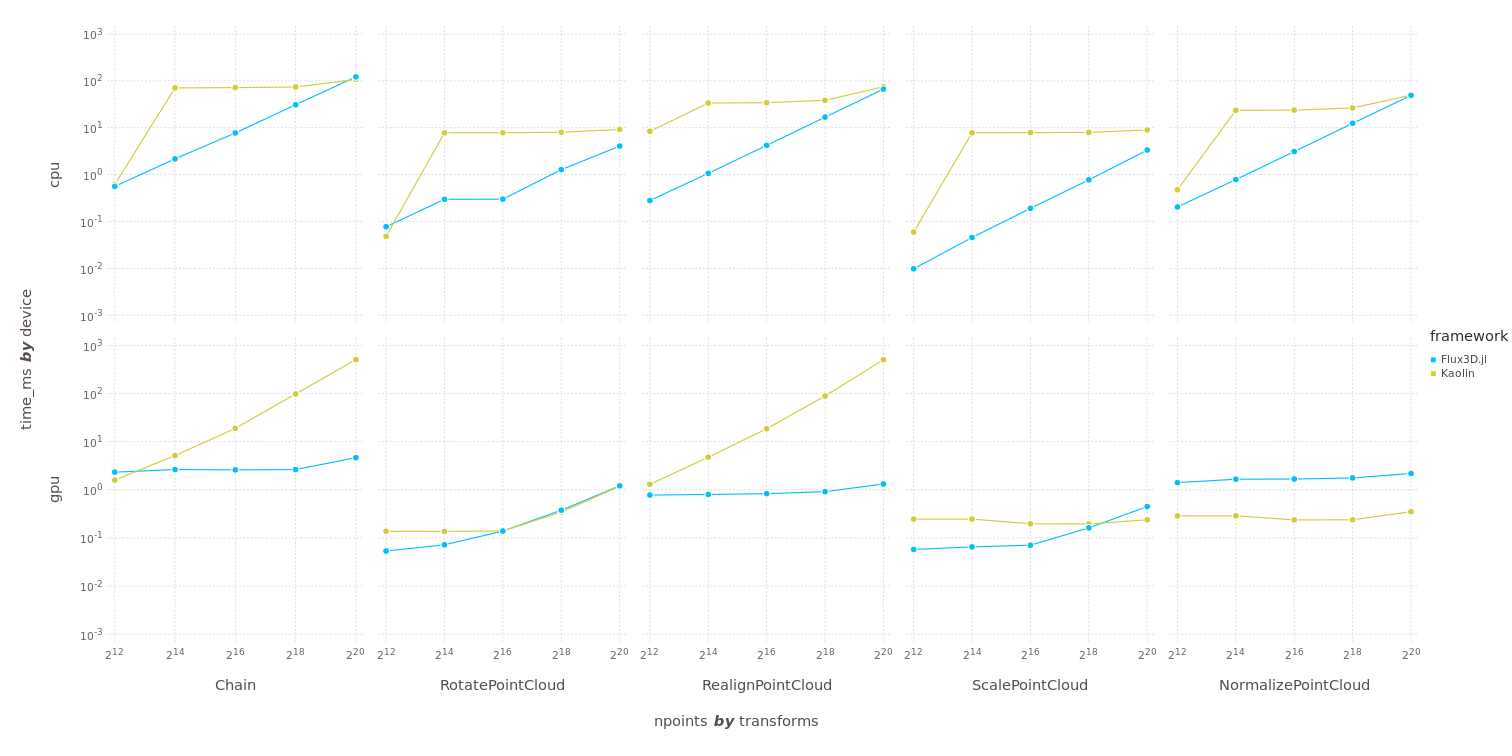 10³
10²
10¹
10⁰
10⁻¹
10⁻²
10⁻³
cpu
time_ms by device
10³
10²
10¹
10⁰
10⁻¹
10⁻²
10⁻³
gpu
framework
Flux3D.jl
Kaolin
2¹² 2¹⁴ 2¹⁶ 2¹⁸ 2²⁰ 2¹² 2¹⁴ 2¹⁶ 2¹⁸ 2²⁰ 2¹² 2¹⁴ 2¹⁶ 2¹⁸ 2²⁰ 2¹² 2¹⁴ 2¹⁶ 2¹⁸ 2²⁰ 2¹² 2¹⁴ 2¹⁶ 2¹⁸ 2²⁰
Chain RotatePointCloud RealignPointCloud ScalePointCloud NormalizePointCloud
npoints by transforms